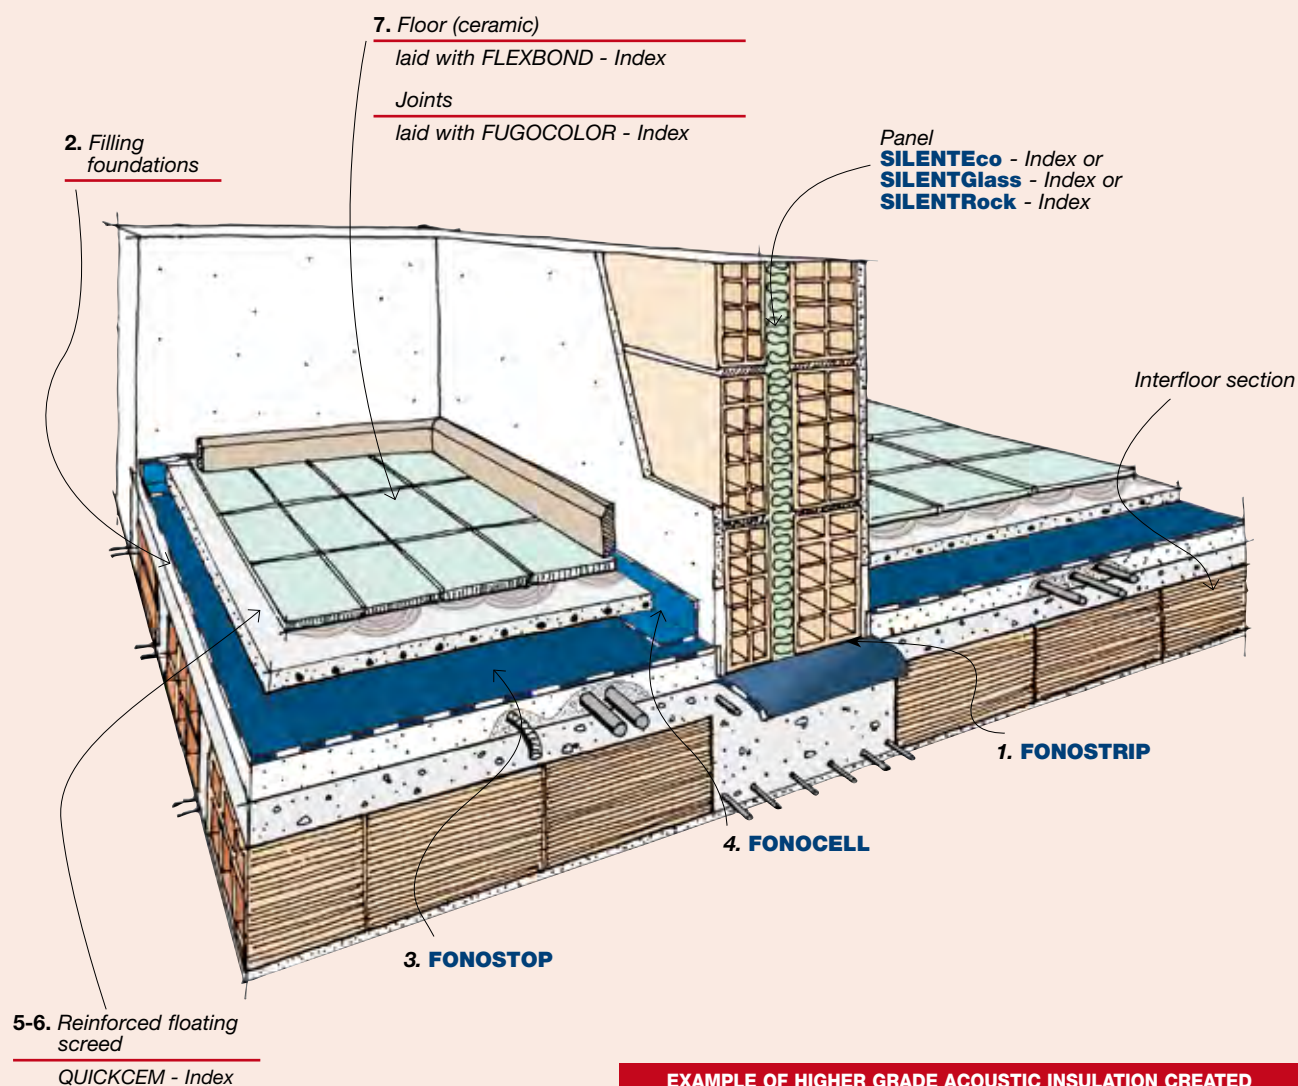 7. Floor (ceramic)
laid with FLEXBOND - Index
Joints
laid with FUGOCOLOR - Index
2. Filling
foundations
Panel
SILENTEco - Index or
SILENTGlass - Index or
SILENTRock - Index
Interfloor section
1. FONOSTRIP
4. FONOCELL
3. FONOSTOP
5-6. Reinforced floating
screed
QUICKCEM - Index
EXAMPLE OF HIGHER GRADE ACOUSTIC INSULATION CREATED